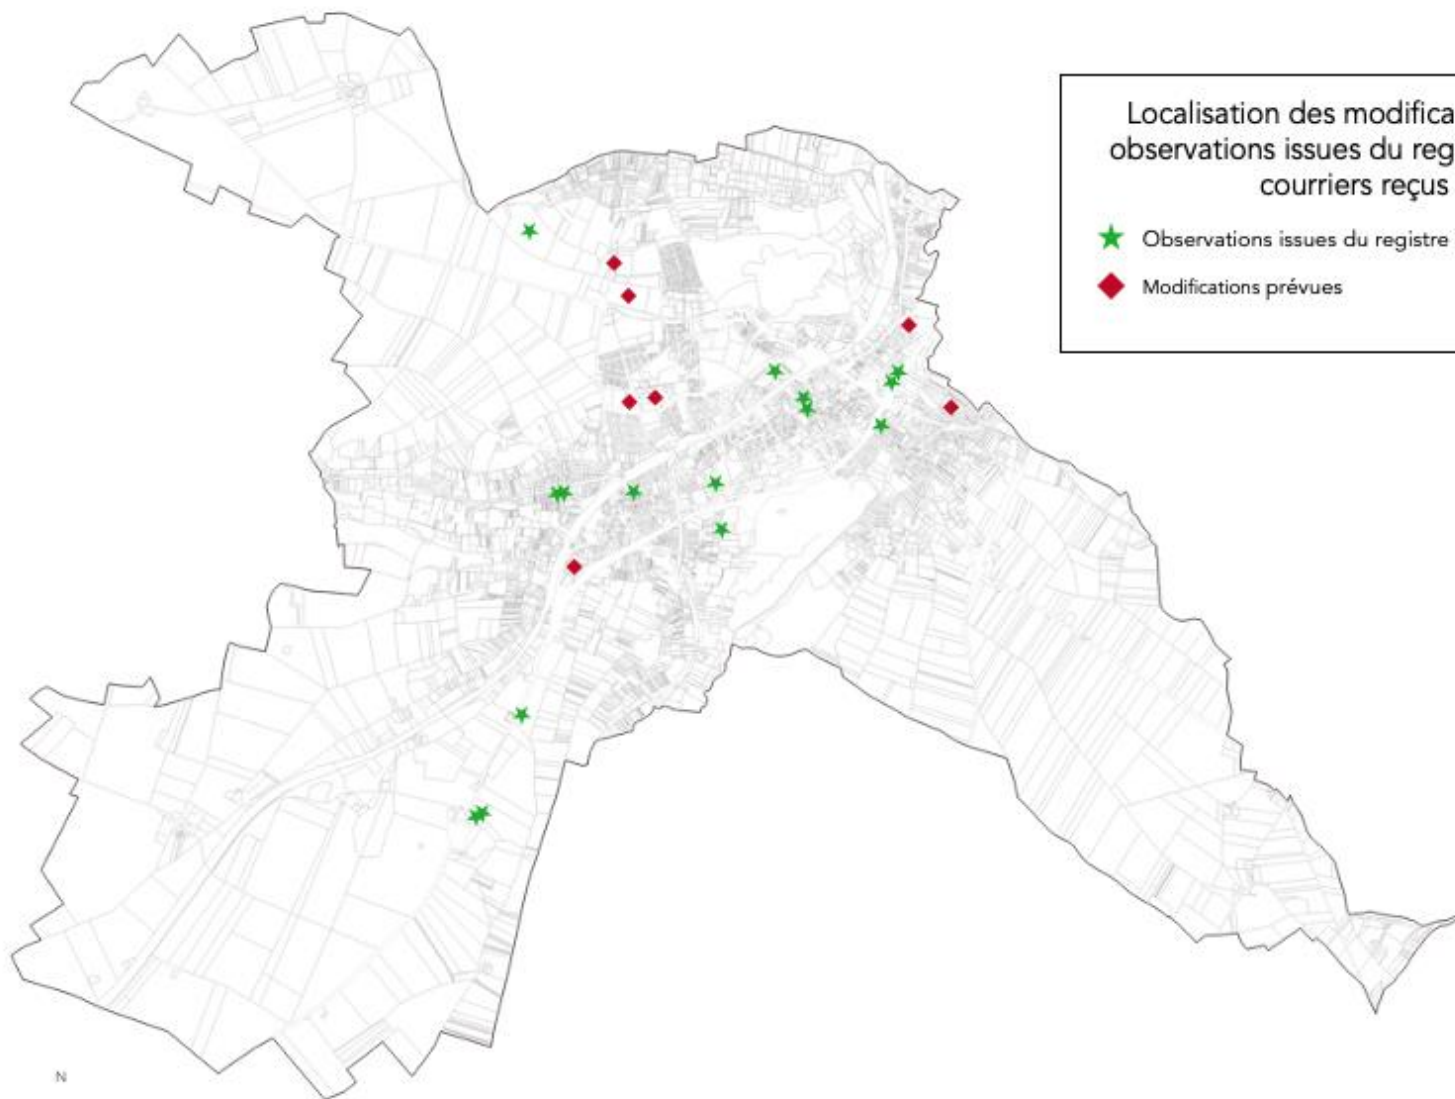 Localisation des modifica
observations issues du reg
courriers reçus
Observations issues du registre
Modifications prévues
N